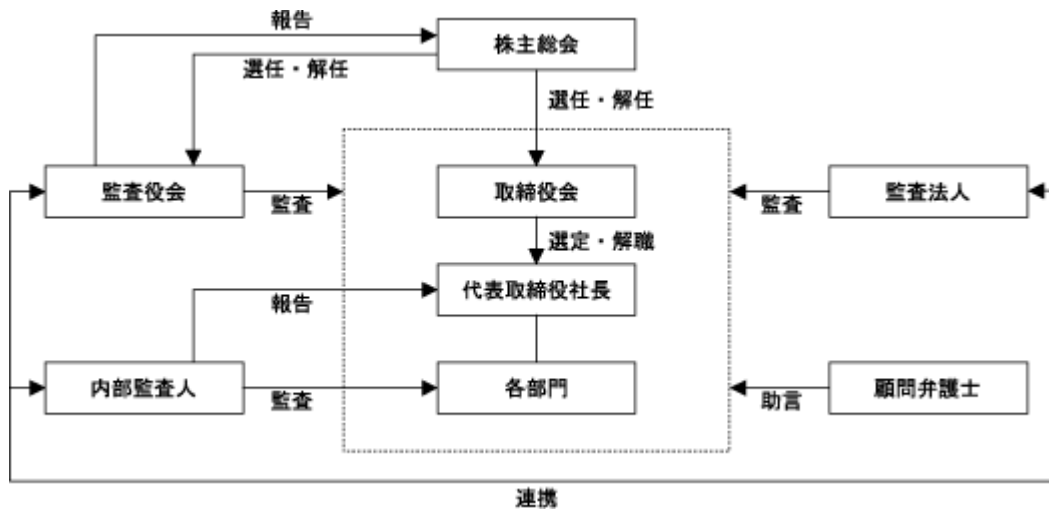 報告
株主総会
選任・解任
選任・解任
監査役会
監査
取締役会
監査
監査法人
選定・解職
代表取締役社長
報告
内部監査人
監査
各部門
助言
顧問弁護士
連携